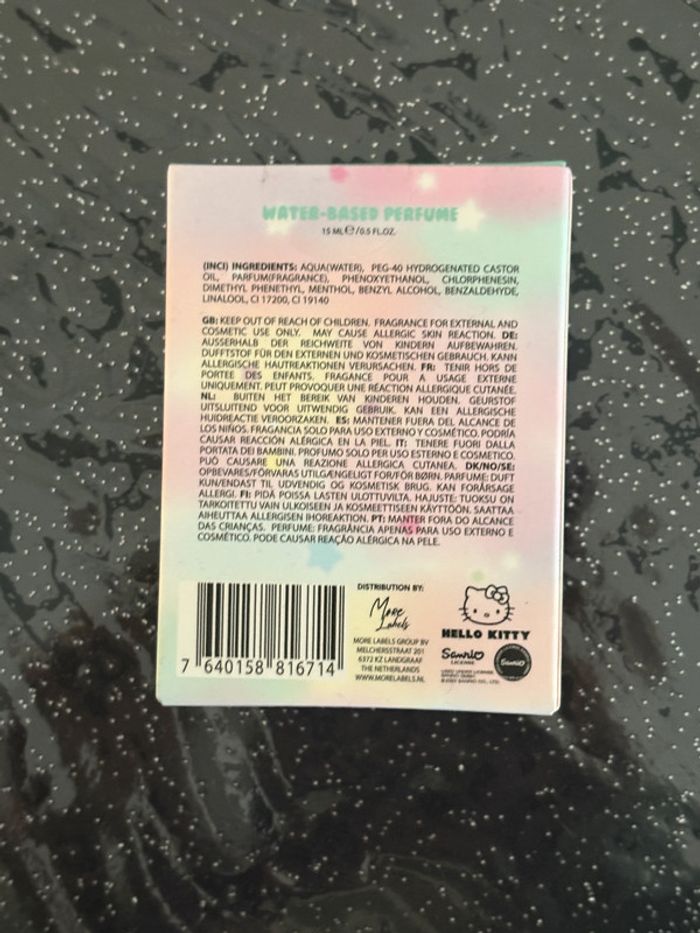 WATER-BASED PERFUME
15 ML ℮/0.5 FL.OZ.
(INCI) INGREDIENTS: AQUA(WATER), PEG-40 HYDROGENATED CASTOR
OIL, PARFUM(FRAGRANCE), PHENOXYETHANOL, CHLORPHENESIN,
DIMETHYL PHENETHYL, MENTHOL, BENZYL ALCOHOL, BENZALDEHYDE,
LINALOOL, CI 17200, CI 19140
GB: KEEP OUT OF REACH OF CHILDREN. FRAGRANCE FOR EXTERNAL AND
COSMETIC USE ONLY. MAY CAUSE ALLERGIC SKIN REACTION. DE:
AUSSERHALB DER REICHWEITE VON KINDERN AUFBEWAHREN.
DUFFTSTOF FÜR DEN EXTERNEN UND KOSMETISCHEN GEBRAUCH. KANN
ALLERGISCHE HAUTREAKTIONEN VERURSACHEN. FR: TENIR HORS DE
PORTEE DES ENFANTS. FRAGANCE POUR A USAGE EXTERNE
UNIQUEMENT. PEUT PROVOQUER UNE RÉACTION ALLERGIQUE CUTANÉE.
NL: BUITEN HET BEREIK VAN KINDEREN HOUDEN. GEURSTOF
UITSLUITEND VOOR UITWENDIG GEBRUIK. KAN EEN ALLERGISCHE
HUIDREACTIE VEROORZAKEN. ES: MANTENER FUERA DEL ALCANCE DE
LOS NIÑOS. FRAGANCIA SOLO PARA USO EXTERNO Y COSMÉTICO. PODRÍA
CAUSAR REACCIÓN ALÉRGICA EN LA PIEL. IT: TENERE FUORI DALLA
PORTATA DEI BAMBINI. PROFUMO SOLO PER USO ESTERNO E COSMETICO.
PUÒ CAUSARE UNA REAZIONE ALLERGICA CUTANEA. DK/NO/SE:
OPBEVARES/FÖRVARAS UTILGÆNGELIGT FOR/FÖR BØRN. PARFUME: DUFT
KUN/ENDAST TIL UDVENDIG OG KOSMETISK BRUG. KAN FORÅRSAGE
ALLERGI. FI: PIDÄ POISSA LASTEN ULOTTUVILTA. HAJUSTE: TUOKSU ON
TARKOITETTU VAIN ULKOISEEN JA KOSMEETTISEEN KÄYTTÖÖN. SAATTAA
AIHEUTTAA ALLERGISEN IHOREAKTION. PT: MANTER FORA DO ALCANCE
DAS CRIANÇAS. PERFUME: FRAGRÂNCIA APENAS PARA USO EXTERNO E
COSMÉTICO. PODE CAUSAR REAÇÃO ALÉRGICA NA PELE.
7 640158 816714
DISTRIBUTION BY:
More
Labels
MORE LABELS GROUP BV
MELCHERSSTRAAT 201
6372 KZ LANDGRAAF
THE NETHERLANDS
WWW.MORELABELS.NL
HELLO KITTY
Sanrio
LICENSE
USED UNDER LICENSE
Sanrio